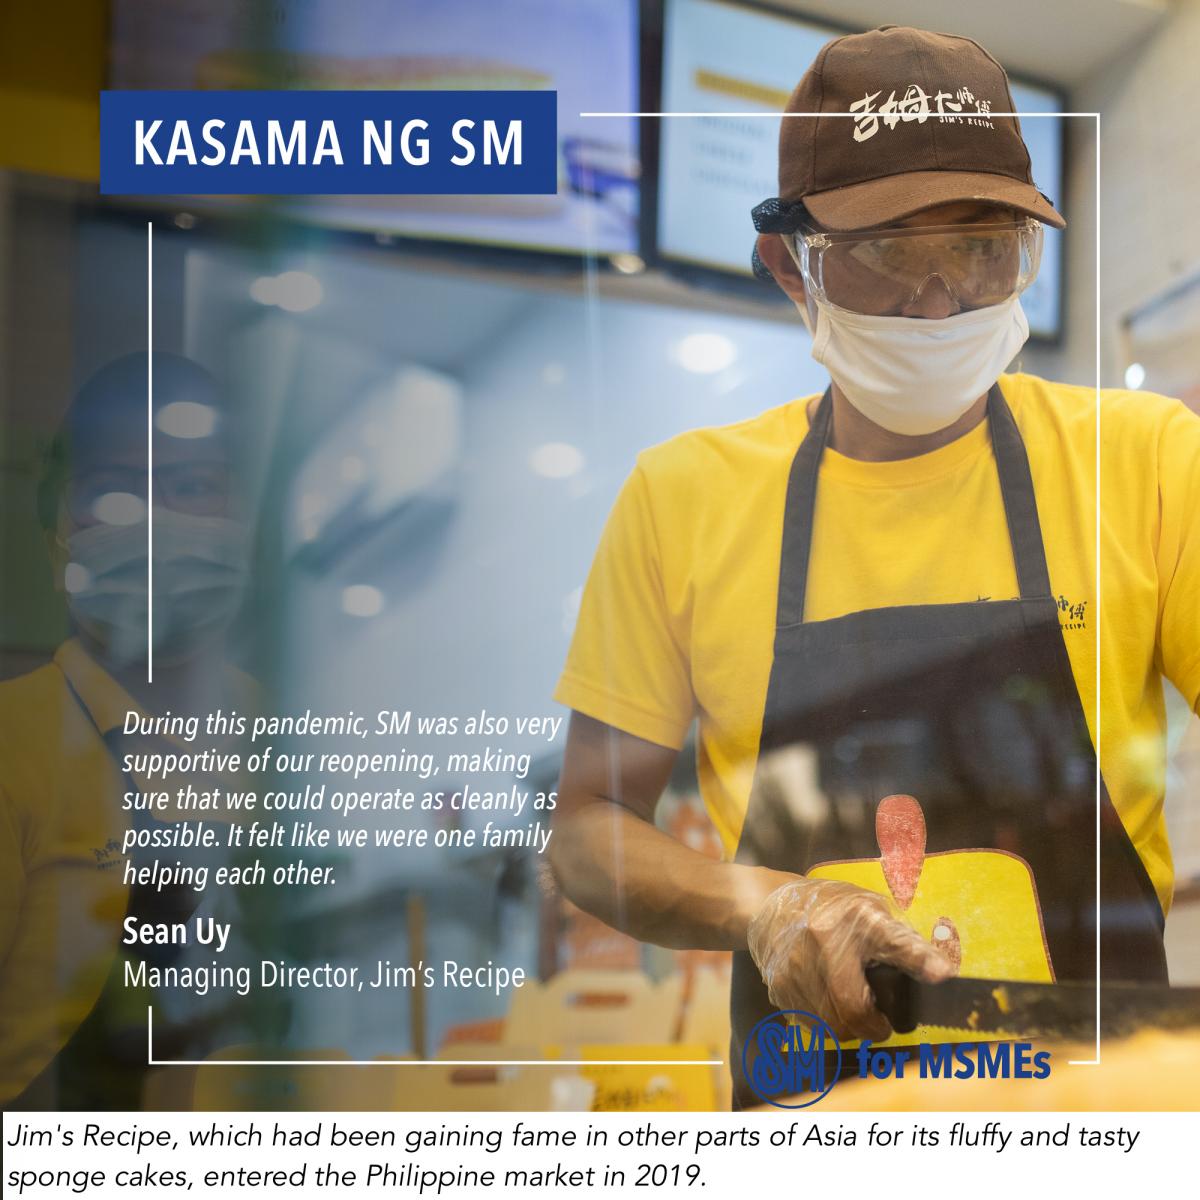 KASAMA NG SM
吉姆大师傅
JIM'S RECIPE
During this pandemic, SM was also very
supportive of our reopening, making
sure that we could operate as cleanly as
possible. It felt like we were one family
helping each other.
Sean Uy
Managing Director, Jim's Recipe
师傅
RECIPE
SM for MSMEs
Jim's Recipe, which had been gaining fame in other parts of Asia for its fluffy and tasty
sponge cakes, entered the Philippine market in 2019.